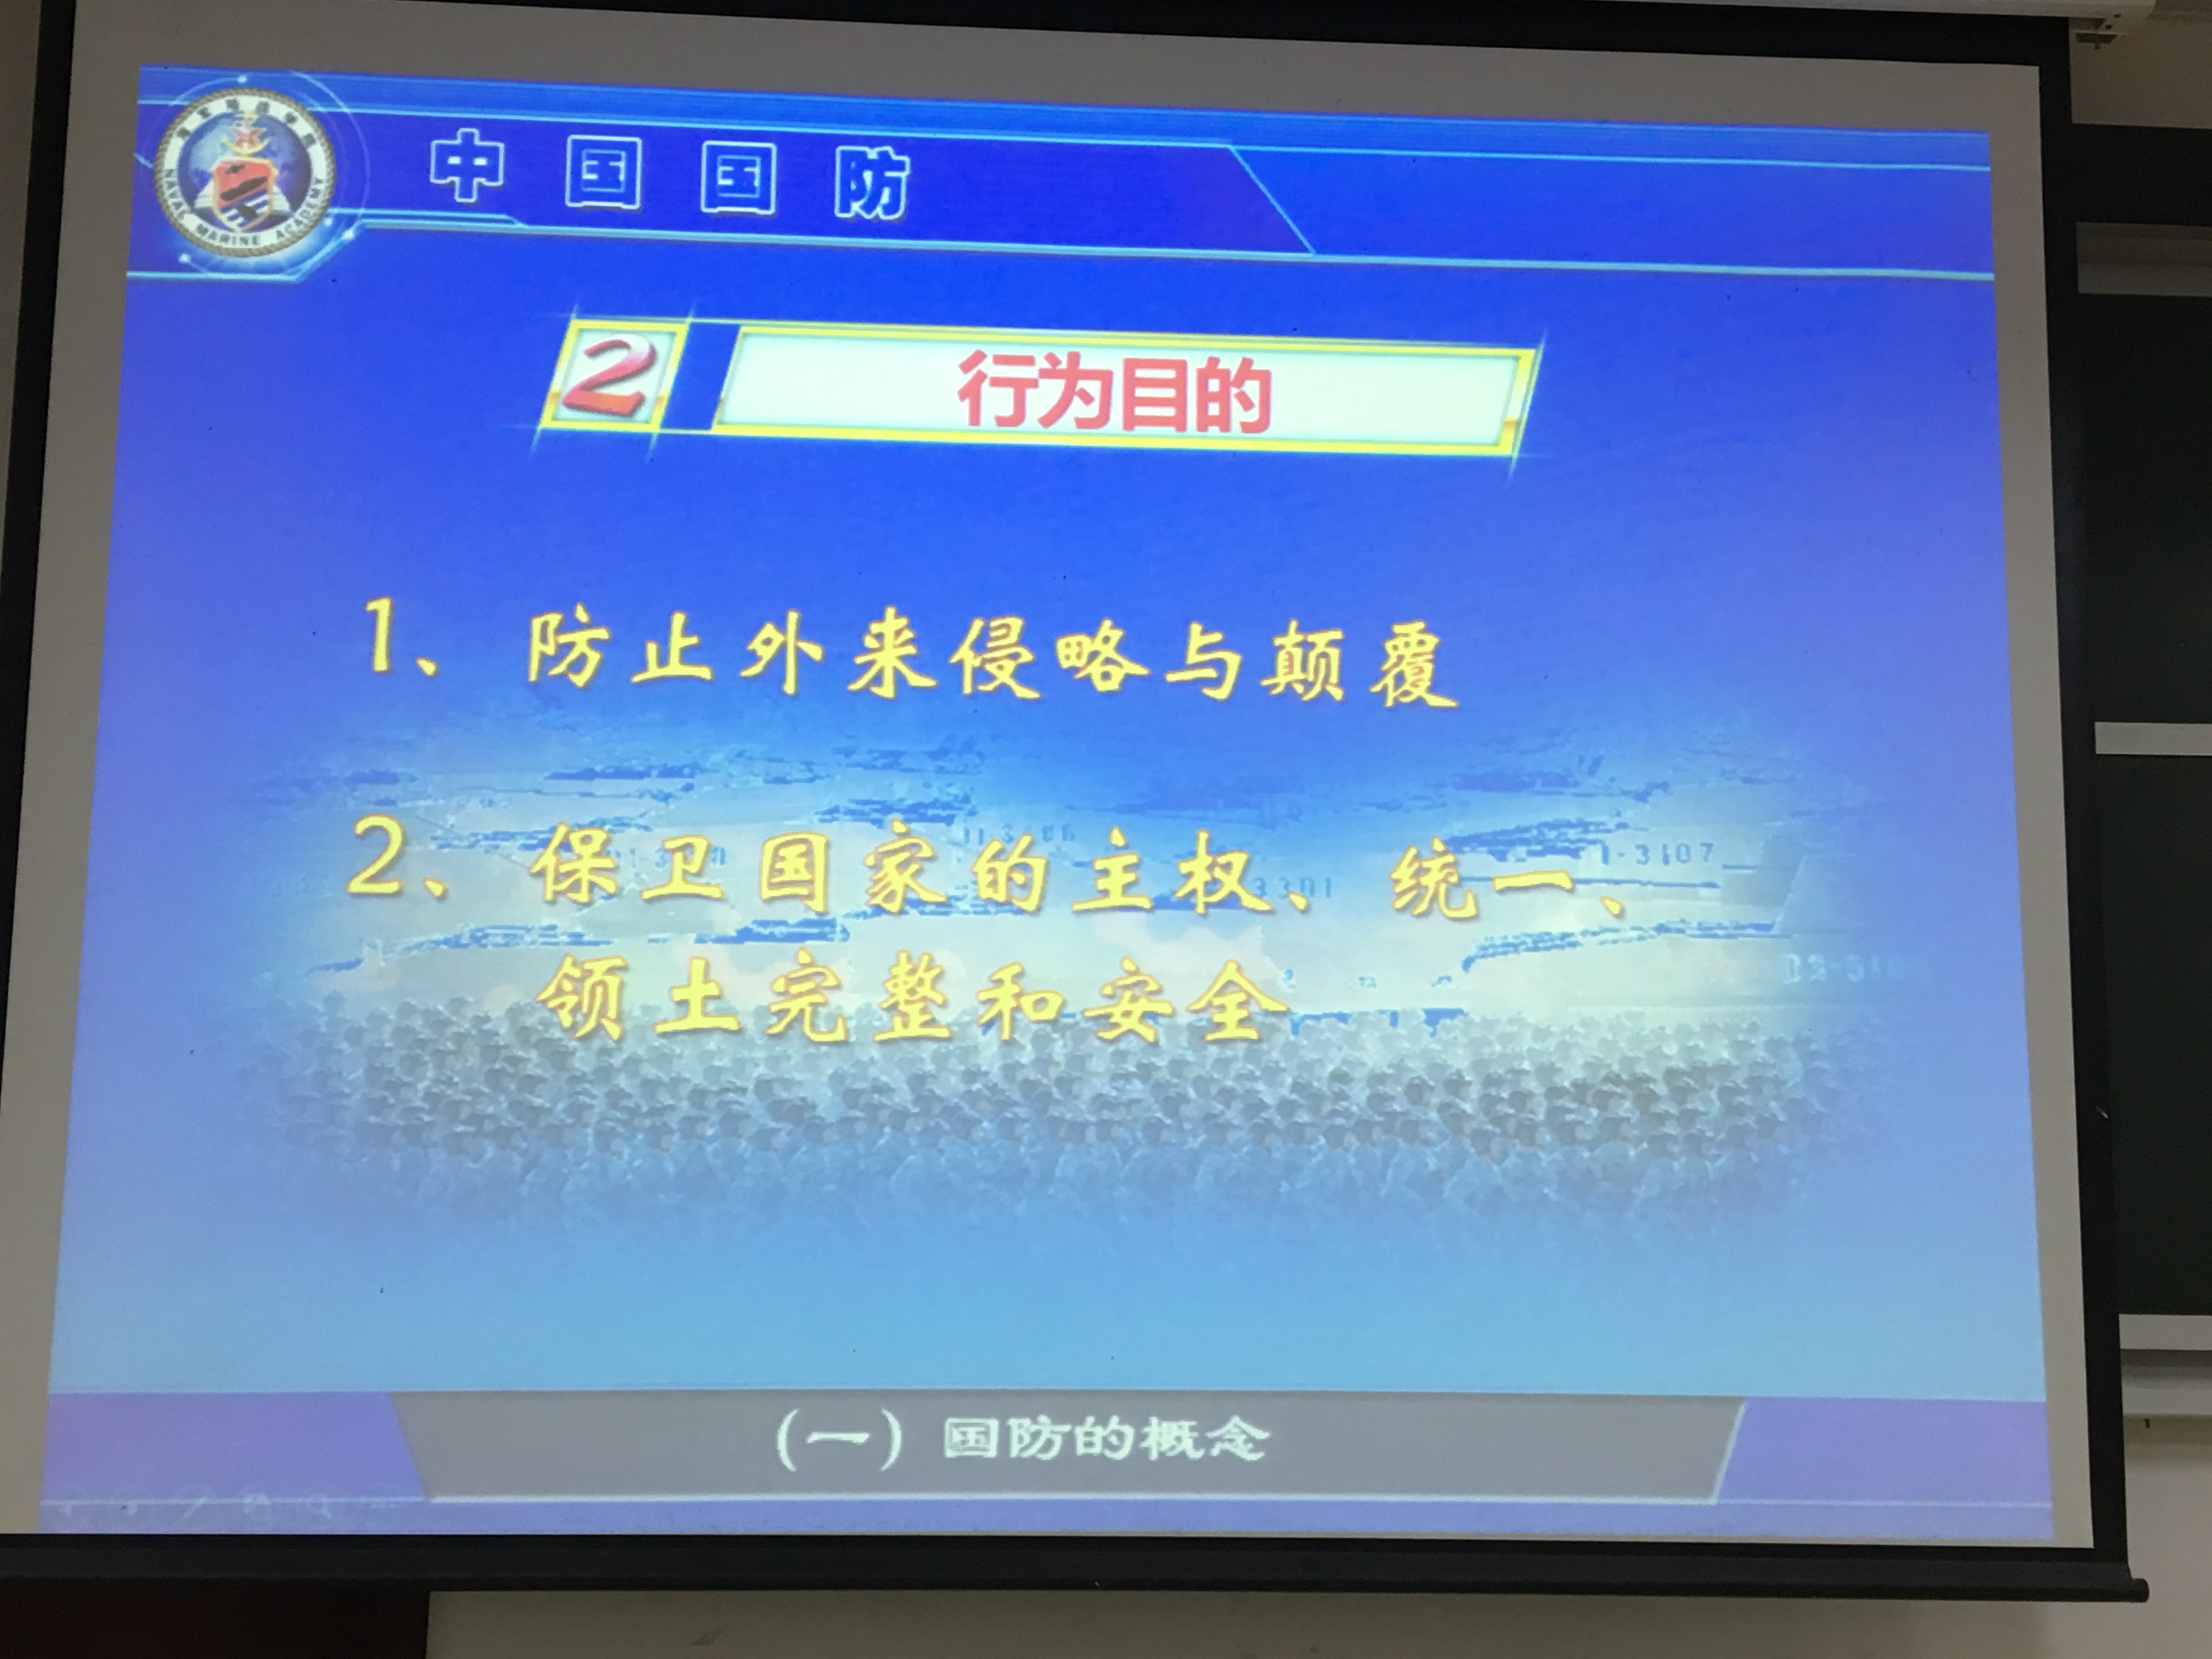 中国国防
NAVAL MARINE ACADEMY
2 行为目的
1、防止外来侵略与颠覆
2、保卫国家的主权、统一、
领土完整和安全
(一) 国防的概念